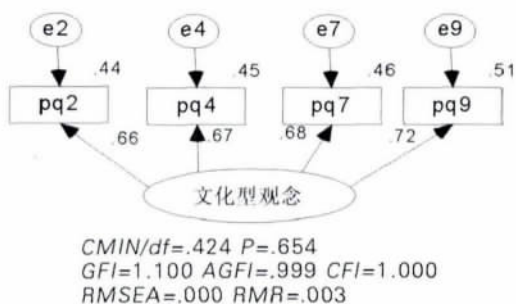 e2 e4 e7 e9
.44 .45 .46 .51
pq2 pq4 pq7 pq9
.66 .67 .68 .72
文化型观念
CMIN/df=.424 P=.654
GFI=1.100 AGFI=.999 CFI=1.000
RMSEA=.000 RMR=.003